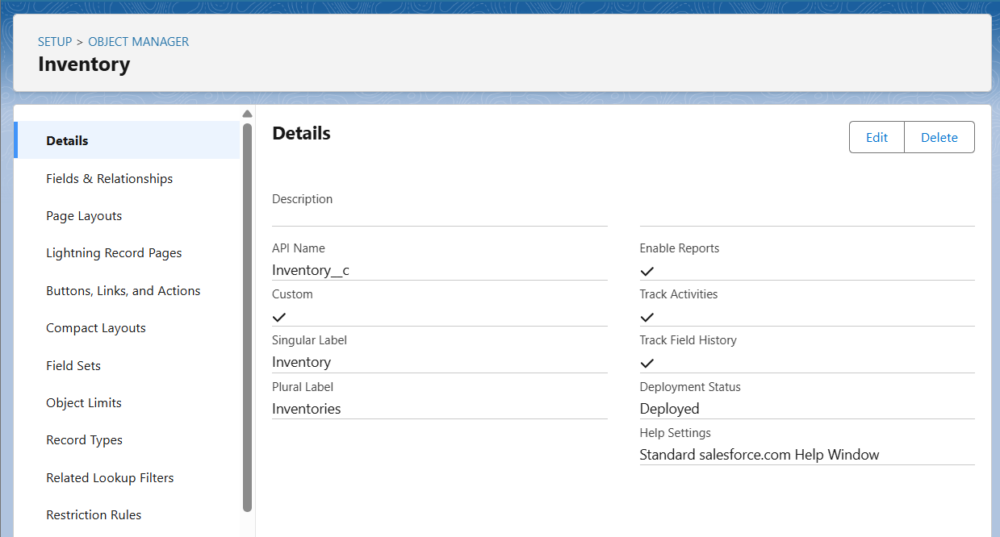 SETUP > OBJECT MANAGER
Inventory
Details
Fields & Relationships
Page Layouts
Lightning Record Pages
Buttons, Links, and Actions
Compact Layouts
Field Sets
Object Limits
Record Types
Related Lookup Filters
Restriction Rules
Details
Edit
Delete
Description
API Name
Inventory__c
Custom
Singular Label
Inventory
Plural Label
Inventories
Enable Reports
Track Activities
Track Field History
Deployment Status
Deployed
Help Settings
Standard salesforce.com Help Window